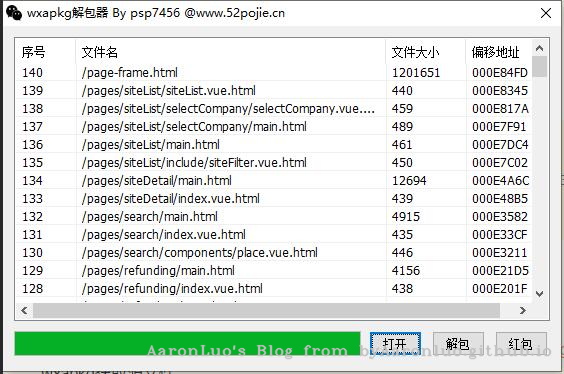 wxapkg解包器 By psp7456 @www.52pojie.cn
序号 文件名 文件大小 偏移地址
140 /page-frame.html 1201651 000E84FD
139 /pages/siteList/siteList.vue.html 440 000E8345
138 /pages/siteList/selectCompany/selectCompany.vue.... 459 000E817A
137 /pages/siteList/selectCompany/main.html 489 000E7F91
136 /pages/siteList/main.html 461 000E7DC4
135 /pages/siteList/include/siteFilter.vue.html 450 000E7C02
134 /pages/siteDetail/main.html 12694 000E4A6C
133 /pages/siteDetail/index.vue.html 439 000E48B5
132 /pages/search/main.html 4915 000E3582
131 /pages/search/index.vue.html 435 000E33CF
130 /pages/search/components/place.vue.html 446 000E3211
129 /pages/refunding/main.html 4156 000E21D5
128 /pages/refunding/index.vue.html 438 000E201F
打开 解包 红包
AaronLuo's Blog from byaaronluo.github.io